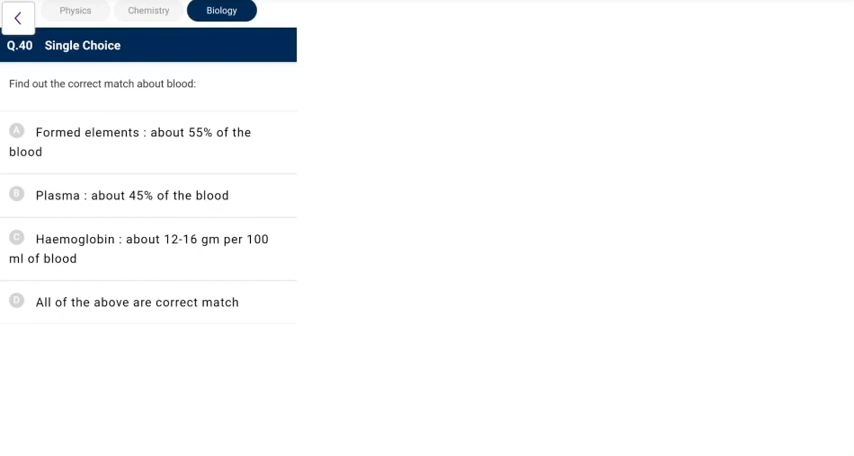 Physics Chemistry Biology
Q.40 Single Choice
Find out the correct match about blood:
A Formed elements : about 55% of the
blood
B Plasma : about 45% of the blood
C Haemoglobin : about 12-16 gm per 100
ml of blood
D All of the above are correct match